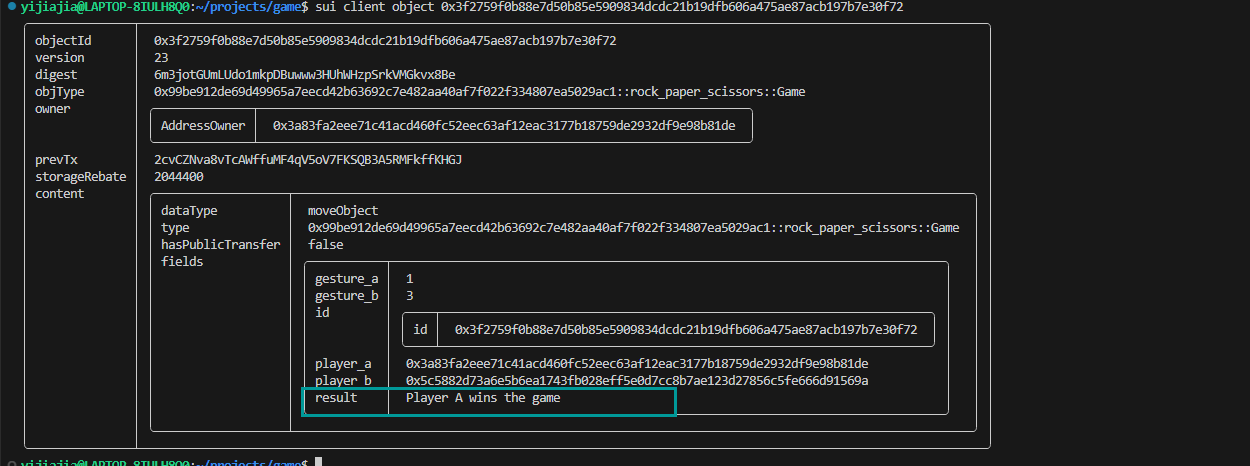 yijiajia@LAPTOP-8IULH8Q0:~/projects/game$ sui client object 0x3f2759f0b88e7d50b85e5909834dcdc21b19dfb606a475ae87acb197b7e30f72
objectId 0x3f2759f0b88e7d50b85e5909834dcdc21b19dfb606a475ae87acb197b7e30f72
version 23
digest 6m3jotGUmLUdo1mkpDBuwww3HUhWHzpSrkVMGkvx8Be
objType 0x99be912de69d49965a7eecd42b63692c7e482aa40af7f022f334807ea5029ac1::rock_paper_scissors::Game
owner
AddressOwner 0x3a83fa2eee71c41acd460fc52eec63af12eac3177b18759de2932df9e98b81de
prevTx 2cvCZNva8vTcAWffuMF4qV5oV7FKSQB3A5RMFkffKHGJ
storageRebate 2044400
content
dataType moveObject
type 0x99be912de69d49965a7eecd42b63692c7e482aa40af7f022f334807ea5029ac1::rock_paper_scissors::Game
hasPublicTransfer false
fields
gesture_a 1
gesture_b 3
id
id 0x3f2759f0b88e7d50b85e5909834dcdc21b19dfb606a475ae87acb197b7e30f72
player_a 0x3a83fa2eee71c41acd460fc52eec63af12eac3177b18759de2932df9e98b81de
player_b 0x5c5882d73a6e5b6ea1743fb028eff5e0d7cc8b7ae123d27856c5fe666d91569a
result Player A wins the game
yijiajia@LAPTOP-8IULH8Q0:~/projects/game$